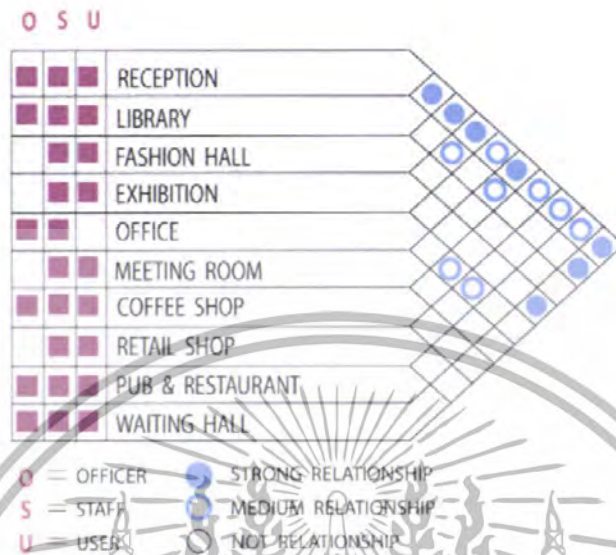 O S U
RECEPTION
LIBRARY
FASHION HALL
EXHIBITION
OFFICE
MEETING ROOM
COFFEE SHOP
RETAIL SHOP
PUB & RESTAURANT
WAITING HALL
O = OFFICER STRONG RELATIONSHIP
S = STAFF MEDIUM RELATIONSHIP
U = USER NOT RELATIONSHIP